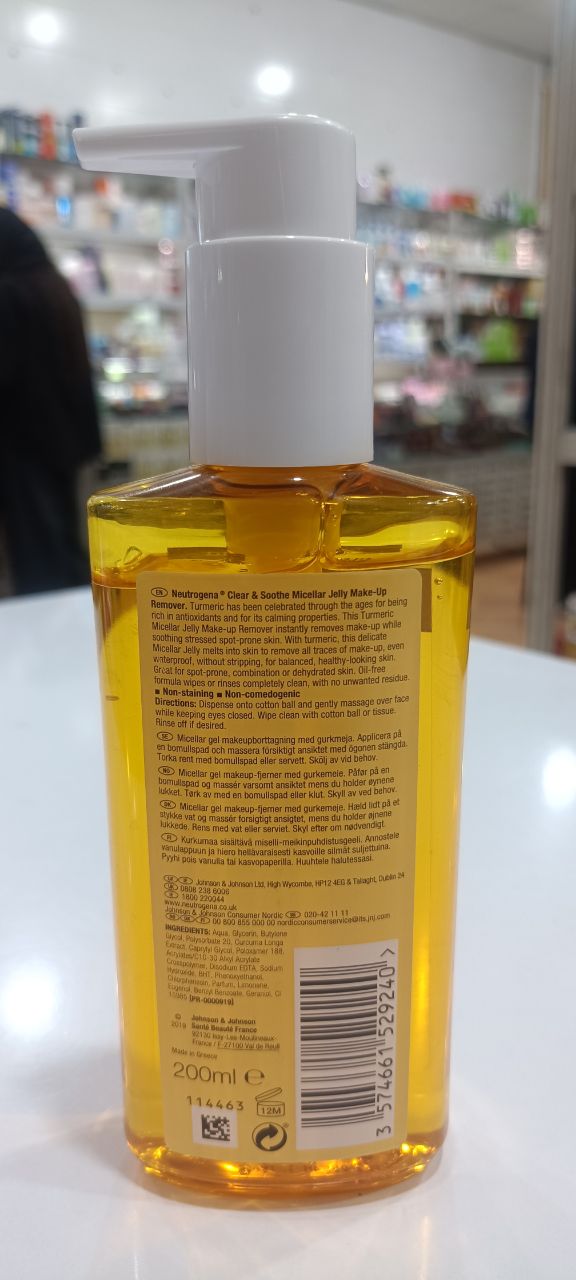 EN Neutrogena® Clear & Soothe Micellar Jelly Make-Up
Remover. Turmeric has been celebrated through the ages for being
rich in antioxidants and for its calming properties. This Turmeric
Micellar Jelly Make-up Remover instantly removes make-up while
soothing stressed spot-prone skin. With turmeric, this delicate
Micellar Jelly melts into skin to remove all traces of make-up, even
waterproof, without stripping, for balanced, healthy-looking skin.
Great for spot-prone, combination or dehydrated skin. Oil-free
formula wipes or rinses completely clean, with no unwanted residue.
■ Non-staining ■ Non-comedogenic
Directions: Dispense onto cotton ball and gently massage over face
while keeping eyes closed. Wipe clean with cotton ball or tissue.
Rinse off if desired.
SE Micellar gel makeupborttagning med gurkmeja. Applicera på
en bomullspad och massera försiktigt ansiktet med ögonen stängda.
Torka rent med bomullspad eller servett. Skölj av vid behov.
NO Micellar gel makeup-fjerner med gurkemeie. Påfør på en
bomullspad og massér varsomt ansiktet mens du holder øynene
lukket. Tørk av med en bomullspad eller klut. Skyll av ved behov.
DK Micellar gel makeup-fjerner med gurkemeje. Hæld lidt på et
stykke vat og massér forsigtigt ansigtet, mens du holder øjnene
lukkede. Rens med vat eller serviet. Skyl efter om nødvendigt.
FI Kurkumaa sisältävä miselli-meikinpuhdistusgeeli. Annostele
vanulappuun ja hiero hellävaraisesti kasvoille silmät suljettuina.
Pyyhi pois vanulla tai kasvopaperilla. Huuhtele halutessasi.
Johnson & Johnson Ltd, High Wycombe, HP12 4EG & Tallaght, Dublin 24
0808 238 6006
1800 220044
www.neutrogena.co.uk
Johnson & Johnson Consumer Nordic 020-42 11 11
00 800 855 000 00 nordicconsumerservice@its.jnj.com
INGREDIENTS: Aqua, Glycerin, Butylene
Glycol, Polysorbate 20, Curcuma Longa
Extract, Caprylyl Glycol, Poloxamer 188,
Acrylates/C10-30 Alkyl Acrylate
Crosspolymer, Disodium EDTA, Sodium
Hydroxide, BHT, Phenoxyethanol,
Chlorphenesin, Parfum, Limonene,
Eugenol, Benzyl Benzoate, Geraniol, CI
15985 [PR-0000919]
© Johnson & Johnson
2019 Santé Beauté France
92130 Issy-Les-Moulineaux-
France / F-27100 Val de Reuil
Made in Greece
200ml e
114463
12M
3 574661 529240 >